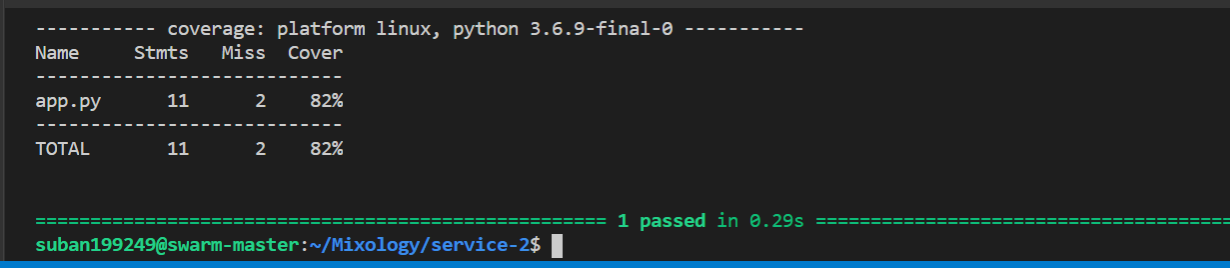 ----------- coverage: platform linux, python 3.6.9-final-0 -----------
Name     Stmts   Miss  Cover
----------------------------
app.py      11      2    82%
----------------------------
TOTAL       11      2    82%
==================================================== 1 passed in 0.29s ======================================
suban199249@swarm-master:~/Mixology/service-2$